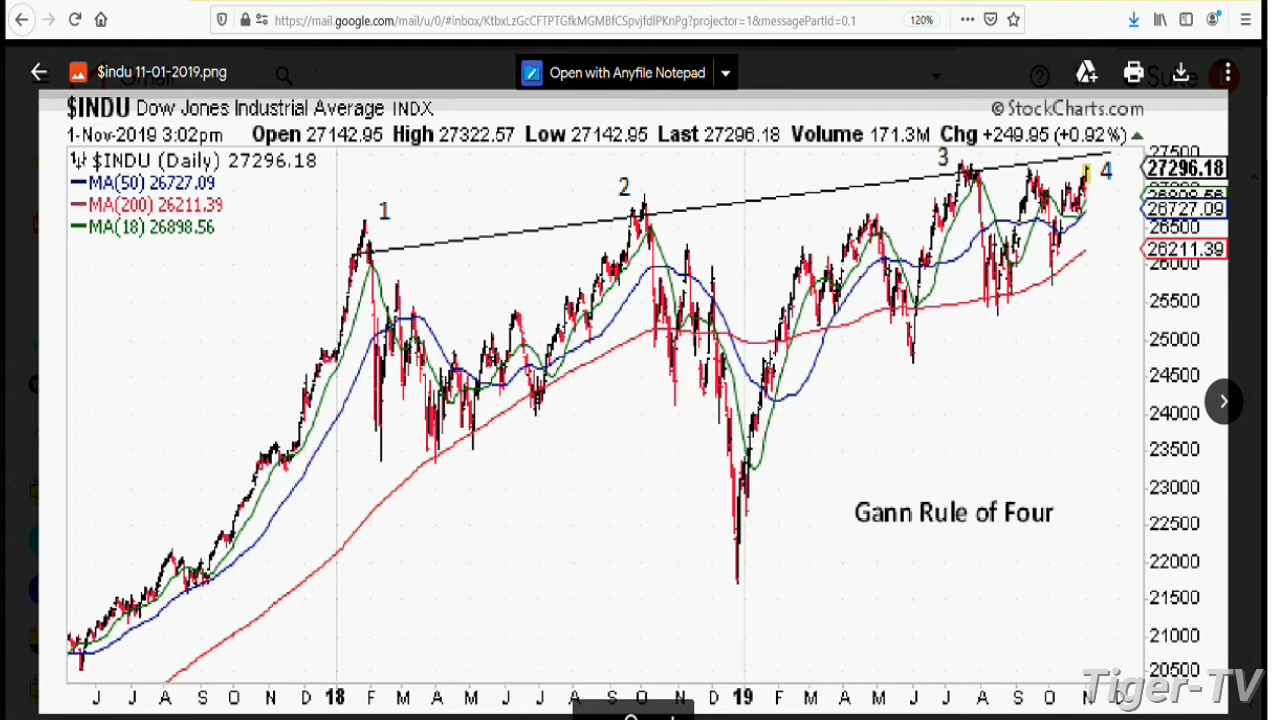 https://mail.google.com/mail/u/0/#inbox/KtbxLzGcCFTPTGfkMGMBfCSpvjfdlPKnPg?projector=1&messagePartId=0.1
120%
$indu 11-01-2019.png
Open with Anyfile Notepad
$INDU Dow Jones Industrial Average INDX
© StockCharts.com
1-Nov-2019 3:02pm Open 27142.95 High 27322.57 Low 27142.95 Last 27296.18 Volume 171.3M Chg +249.95 (+0.92%)
$INDU (Daily) 27296.18
MA(50) 26727.09
MA(200) 26211.39
MA(18) 26898.56
1
2
3
4
27500
27296.18
26898.56
26727.09
26500
26211.39
26000
25500
25000
24500
24000
23500
23000
22500
22000
21500
21000
20500
Gann Rule of Four
J J A S O N D 18 F M A M J J A S O N D 19 F M A M J J A S O N
Tiger-TV